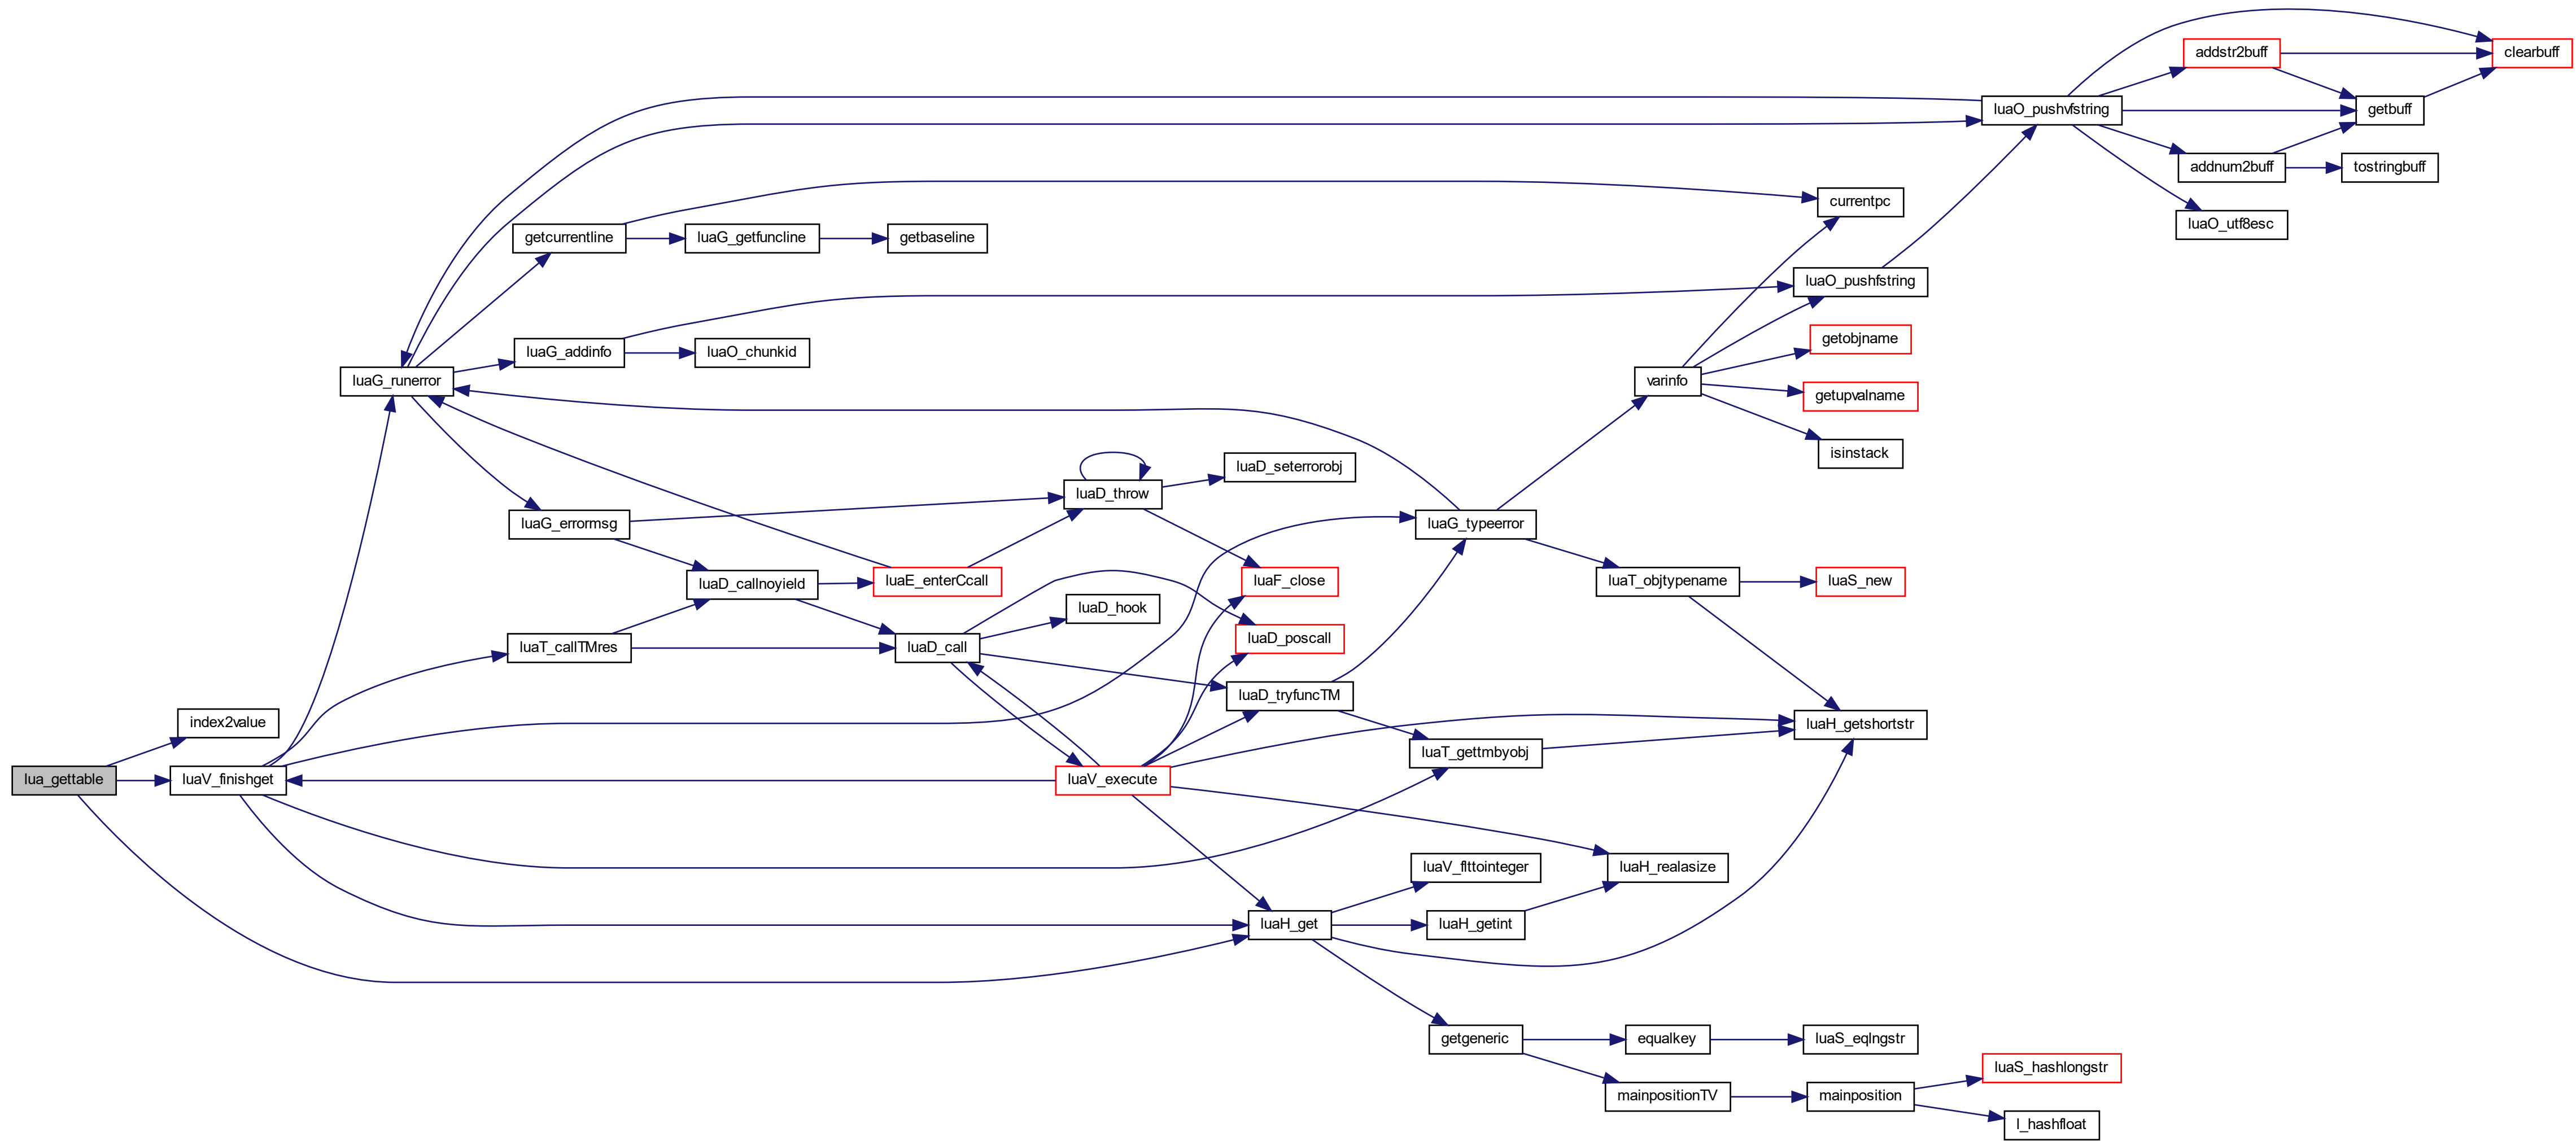 lua_gettable
index2value
luaV_finishget
luaG_runerror
getcurrentline
luaG_getfuncline
getbaseline
luaG_addinfo
luaO_chunkid
luaG_errormsg
luaT_callTMres
luaD_callnoyield
luaE_enterCcall
luaD_call
luaD_throw
luaD_seterrorobj
luaF_close
luaD_hook
luaD_poscall
luaD_tryfuncTM
luaV_execute
luaG_typeerror
luaT_gettmbyobj
luaV_flttointeger
luaH_get
luaH_getint
luaH_realasize
getgeneric
equalkey
luaS_eqlngstr
mainpositionTV
mainposition
luaS_hashlongstr
l_hashfloat
varinfo
luaT_objtypename
luaS_new
luaH_getshortstr
currentpc
luaO_pushfstring
getobjname
getupvalname
isinstack
luaO_pushvfstring
addstr2buff
clearbuff
getbuff
addnum2buff
tostringbuff
luaO_utf8esc